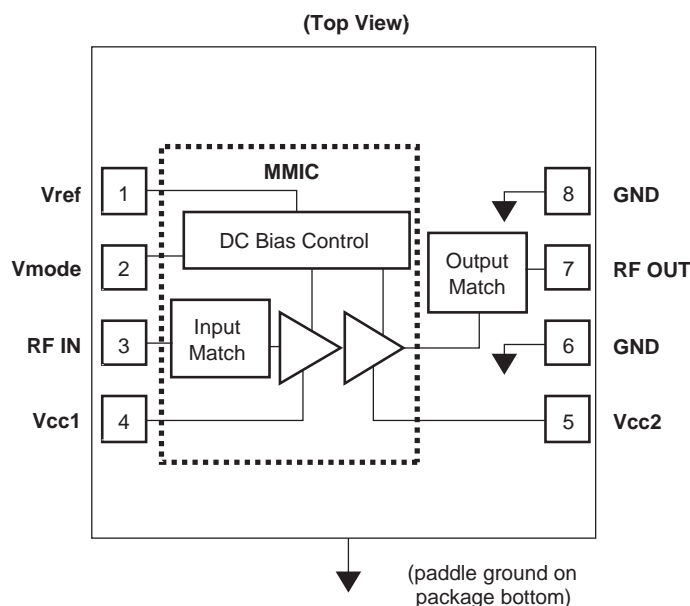 (Top View)
MMIC
Vref 1
8 GND
DC Bias Control
Vmode 2
Output
Match
7 RF OUT
RF IN 3
Input
Match
6 GND
Vcc1 4
5 Vcc2
(paddle ground on
package bottom)